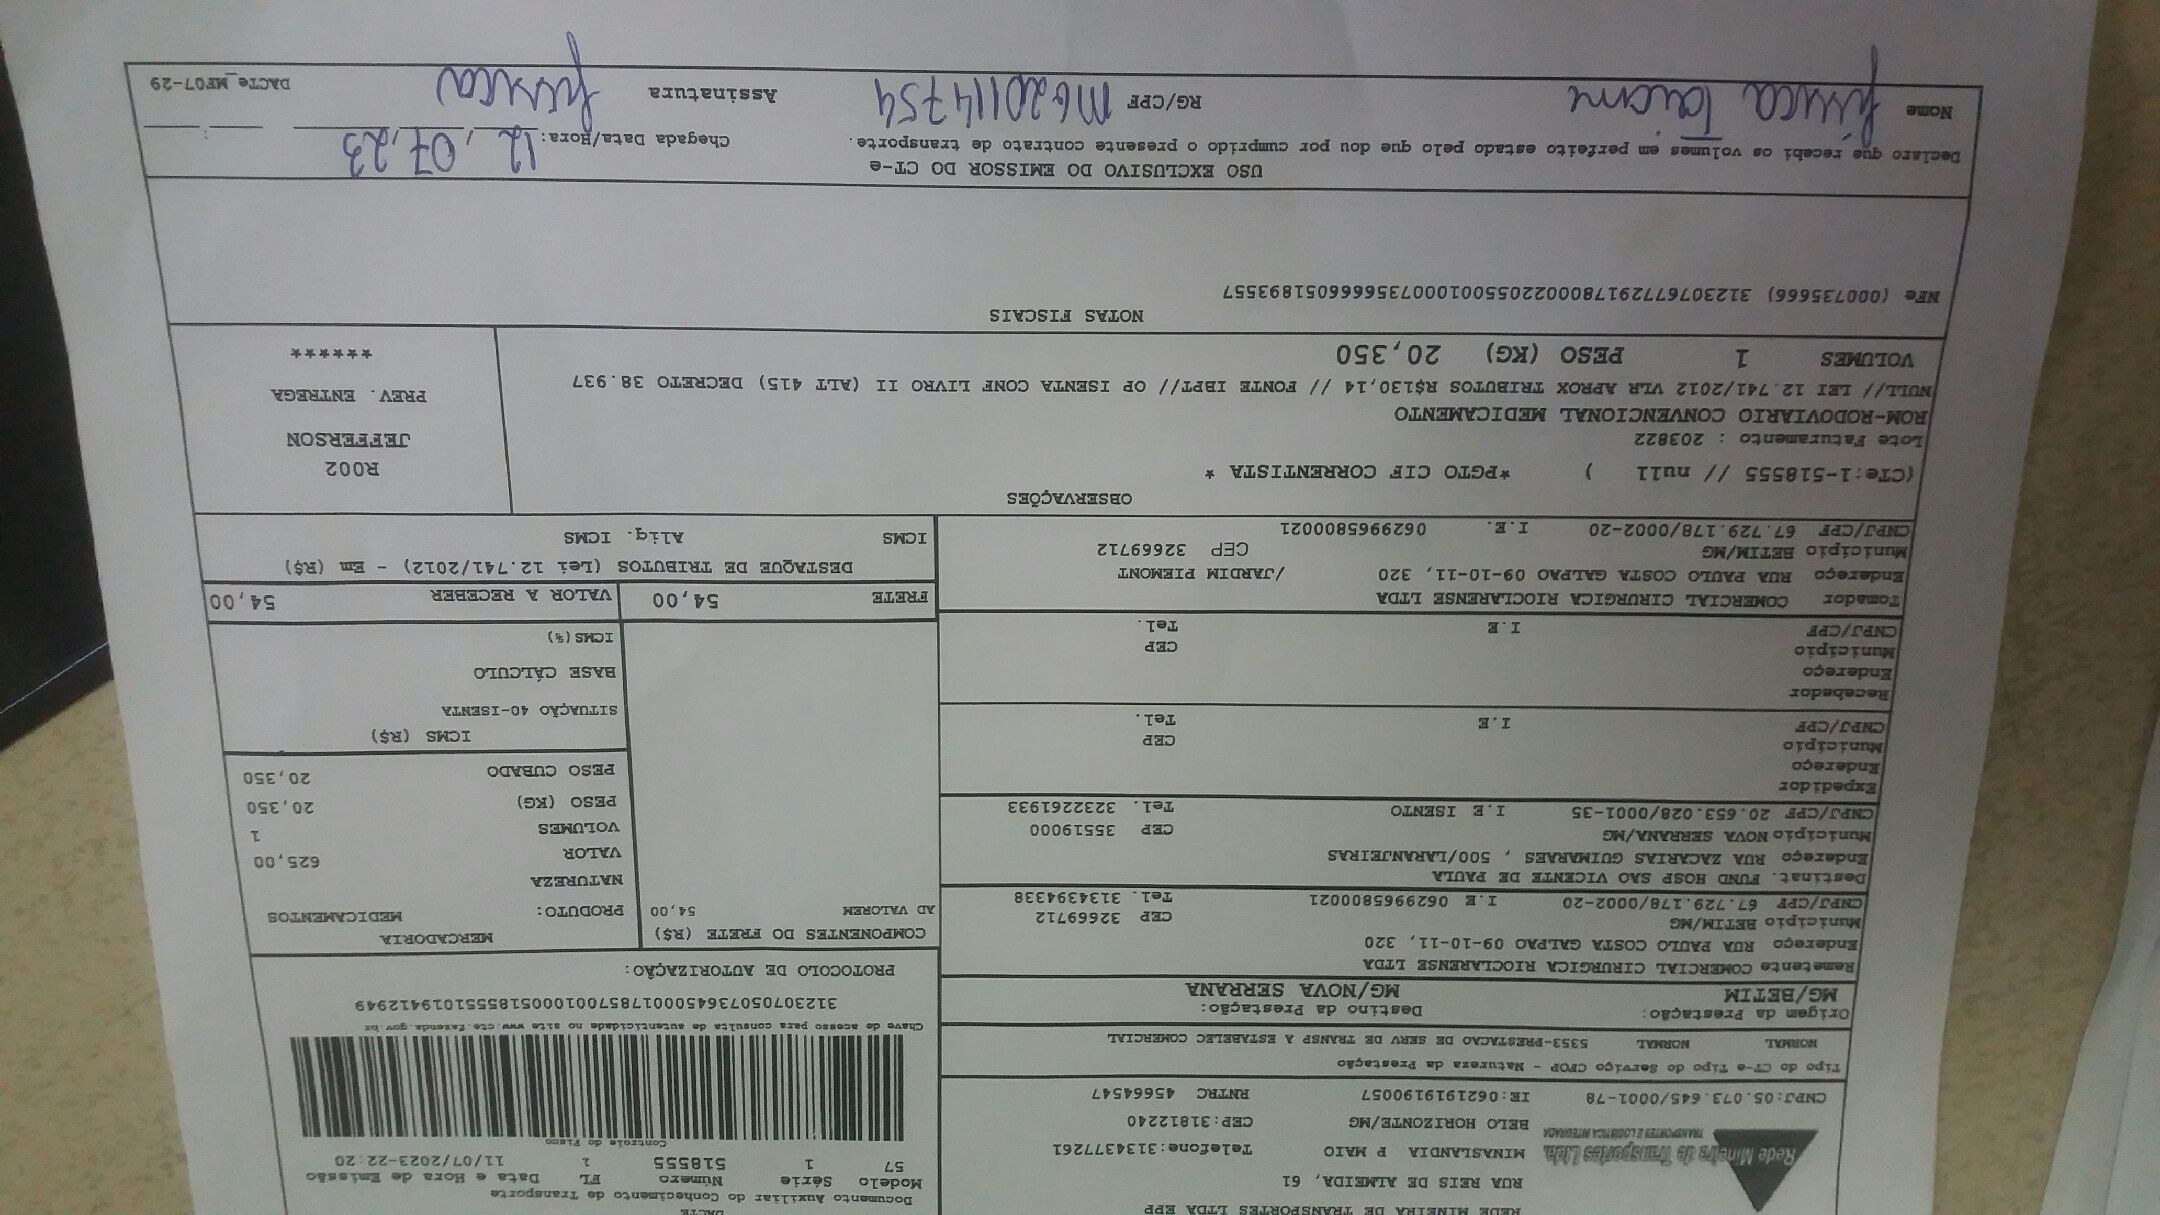 REDE MINEIRA DE TRANSPORTES LTDA EPP
RUA REIS DE ALMEIDA, 61
MINASLANDIA P MAIO Telefone:3134377261
BELO HORIZONTE/MG CEP:31812240
CNPJ:05.073.645/0001-78 IE:0621919190057 RNTRC 45664547
Rede Mineira de Transportes Ltda.
TRANSPORTES E LOGÍSTICA INTEGRADA
DACTE
Documento Auxiliar do Conhecimento de Transporte
Modelo Série Número FL Data e Hora de Emissão
57 1 518555 1 11/07/2023-22:20
Controle do Fisco
Chave de acesso para consulta de autenticidade no site www.cte.fazenda.gov.br
31230705073645000178570010005185551019412949
PROTOCOLO DE AUTORIZAÇÃO:
Tipo do CT-e Tipo do Serviço CFOP - Natureza da Prestação
NORMAL NORMAL 5353-PRESTACAO DE SERV DE TRANSP A ESTABELEC COMERCIAL
Origem da Prestação: Destino da Prestação:
MG/BETIM MG/NOVA SERRANA
Remetente COMERCIAL CIRURGICA RIOCLARENSE LTDA
Endereço RUA PAULO COSTA GALPAO 09-10-11, 320
Município BETIM/MG CEP 32669712
CNPJ/CPF 67.729.178/0002-20 I.E 0629965800021 Tel. 3134394338
Destinat. FUND HOSP SAO VICENTE DE PAULA
Endereço RUA ZACARIAS GUIMARAES , 500/LARANJEIRAS
Município NOVA SERRANA/MG CEP 35519000
CNPJ/CPF 20.653.028/0001-35 I.E ISENTO Tel. 3232261933
Expedidor
Endereço
Município CEP
CNPJ/CPF I.E Tel.
Recebedor
Endereço
Município CEP
CNPJ/CPF I.E Tel.
Tomador COMERCIAL CIRURGICA RIOCLARENSE LTDA
Endereço RUA PAULO COSTA GALPAO 09-10-11, 320 /JARDIM PIEMONT
Município BETIM/MG CEP 32669712
CNPJ/CPF 67.729.178/0002-20 I.E. 0629965800021
COMPONENTES DO FRETE (R$)
AD VALOREM 54,00
MERCADORIA
PRODUTO: MEDICAMENTOS
NATUREZA
VALOR 625,00
VOLUMES 1
PESO (KG) 20,350
PESO CUBADO 20,350
ICMS (R$)
SITUAÇÃO 40-ISENTA
BASE CÁLCULO
ICMS(%)
FRETE 54,00 VALOR A RECEBER 54,00
DESTAQUE DE TRIBUTOS (Lei 12.741/2012) - Em (R$)
ICMS Aliq. ICMS
OBSERVAÇÕES
(CTe:1-518555 // null ) *PGTO CIF CORRENTISTA *
Lote Faturamento : 203822
ROM-RODOVIARIO CONVENCIONAL MEDICAMENTO
NULL// LEI 12.741/2012 VLR APROX TRIBUTOS R$130,14 // FONTE IBPT// OP ISENTA CONF LIVRO II (ALT 415) DECRETO 38.937
VOLUMES 1 PESO (KG) 20,350
R002
JEFFERSON
PREV. ENTREGA
******
NOTAS FISCAIS
NFe (000735666) 31230767729178000220550010007356666051893557
USO EXCLUSIVO DO EMISSOR DO CT-e
Declaro que recebi os volumes em perfeito estado pelo que dou por cumprido o presente contrato de transporte.
Chegada Data/Hora: 12,07,23 :
Nome RG/CPF MG20114754 Assinatura
DACTe_MF07-29